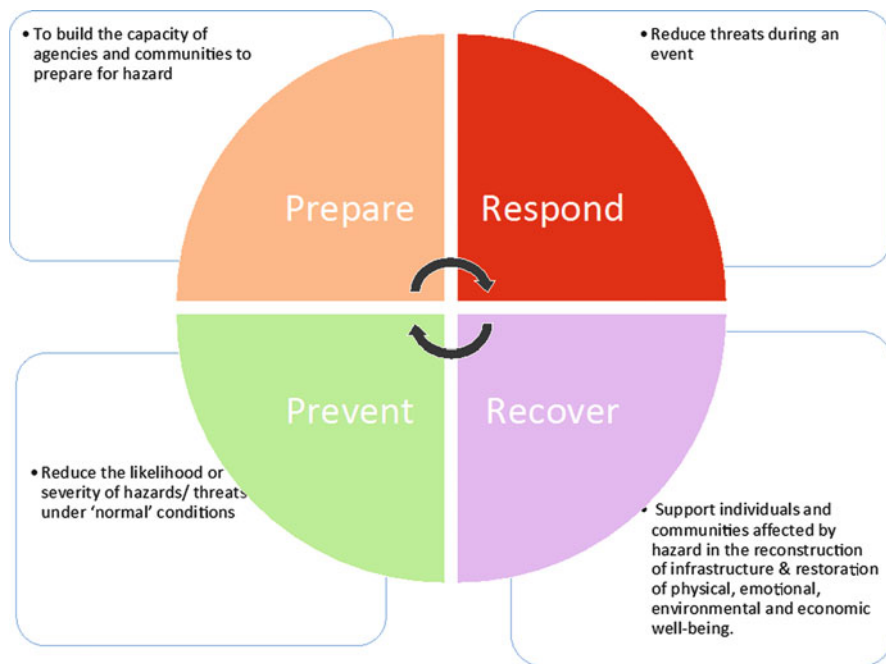 • To build the capacity of
agencies and communities to
prepare for hazard
• Reduce threats during an
event
Prepare
Respond
Prevent
Recover
• Reduce the likelihood or
severity of hazards/ threats
under ‘normal’ conditions
• Support individuals and
communities affected by
hazard in the reconstruction
of infrastructure & restoration
of physical, emotional,
environmental and economic
well-being.